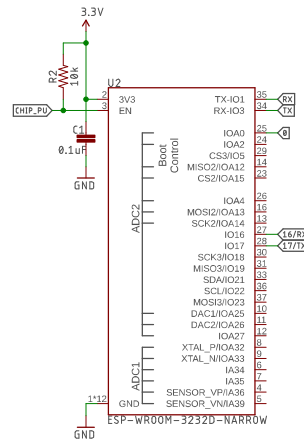 3.3V
R2
10k
CHIP_PU
C1
0.1uF
GND
U2
2 3V3 TX-IO1 35 RX
3 EN RX-IO3 34 TX
IOA0 25 0
IOA2 24
CS3/IO5 29
MISO2/IOA12 14
CS2/IOA15 23
Boot
Control
IOA4 26
MOSI2/IOA13 16
SCK2/IOA14 13
IO16 27 16/RX
IO17 28 17/TX
SCK3/IO18 30
MISO3/IO19 31
SDA/IO21 33
SCL/IO22 36
MOSI3/IO23 37
DAC1/IOA25 10
DAC2/IOA26 11
IOA27 12
ADC2
XTAL_P/IOA32 8
XTAL_N/IOA33 9
IA34 6
IA35 7
SENSOR_VP/IA36 4
SENSOR_VN/IA39 5
ADC1
1*12 GND
GND
ESP-WROOM-3232D-NARROW